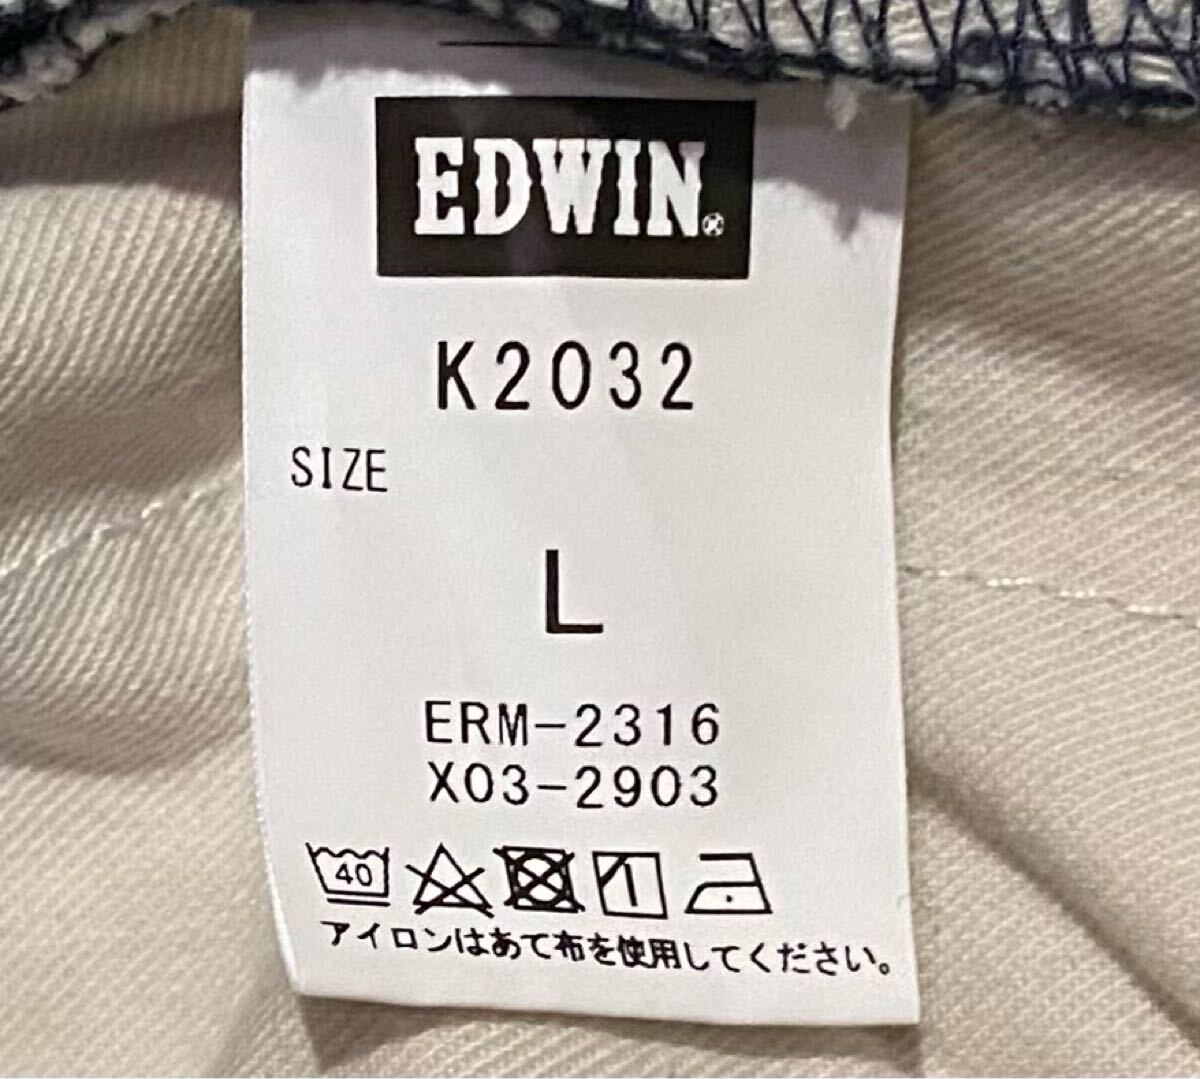 EDWIN®
K2032
SIZE
L
ERM-2316
X03-2903
40
アイロンはあて布を使用してください。